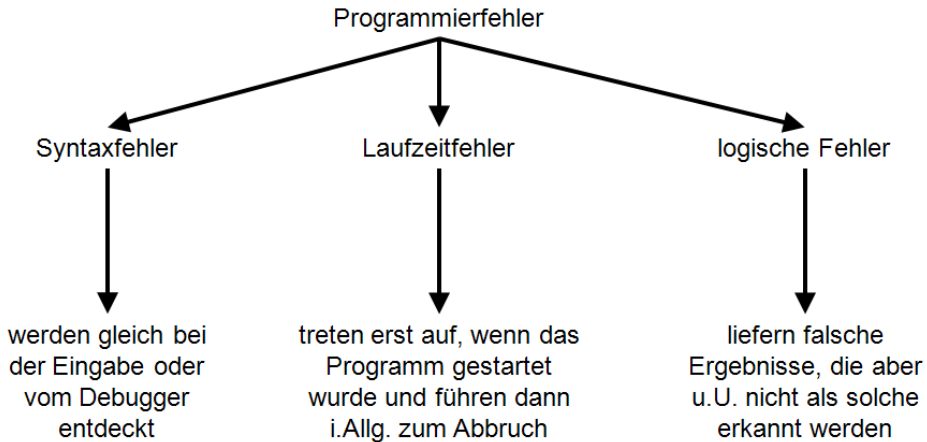 Programmierfehler
Syntaxfehler
Laufzeitfehler
logische Fehler
werden gleich bei
der Eingabe oder
vom Debugger
entdeckt
treten erst auf, wenn das
Programm gestartet
wurde und führen dann
i.Allg. zum Abbruch
liefern falsche
Ergebnisse, die aber
u.U. nicht als solche
erkannt werden